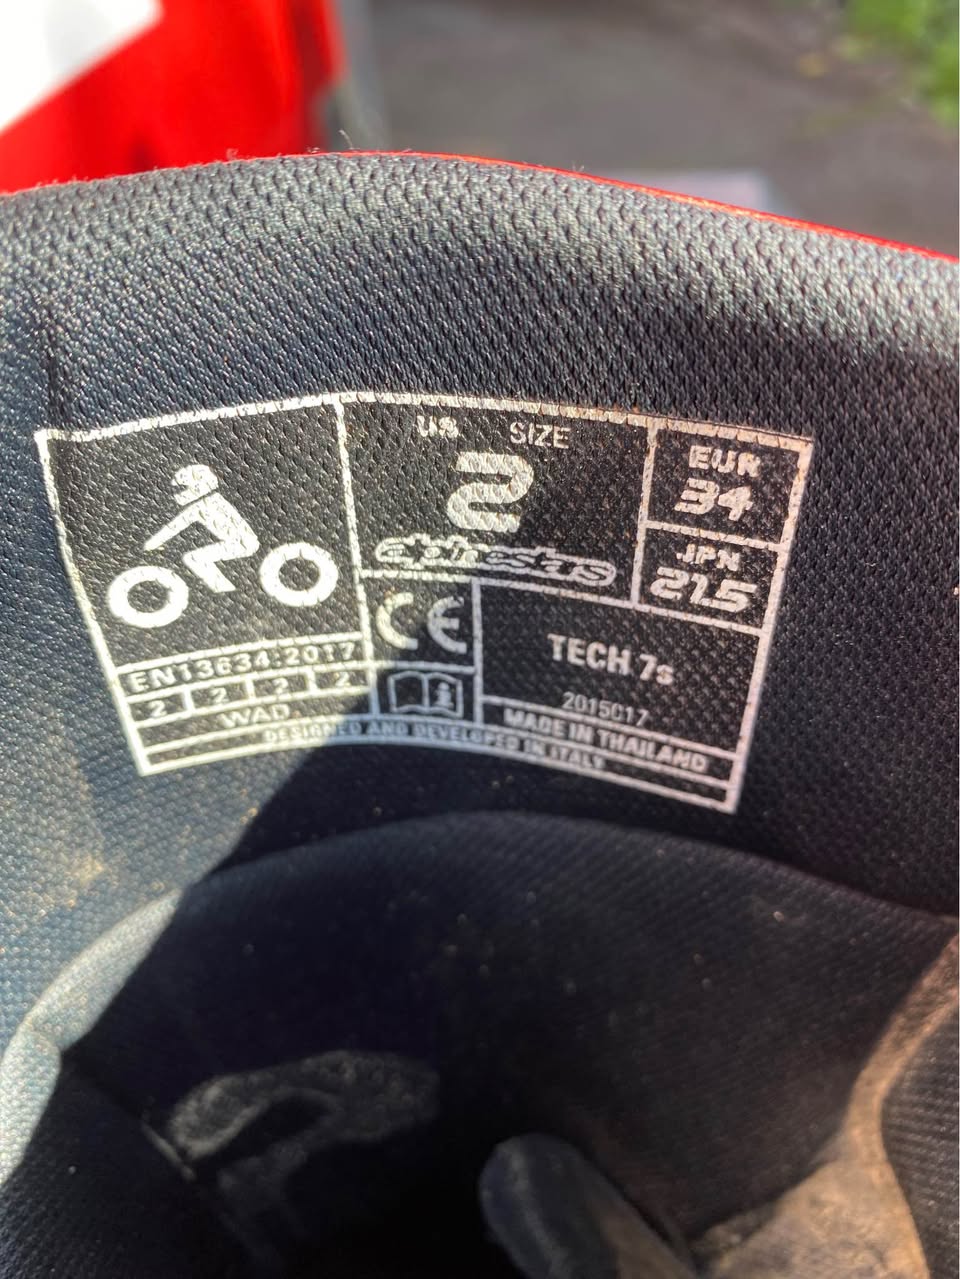 US SIZE
2
alpinestars
EUR
34
JPN
21.5
CE
EN13634:2017
2 2 2 2
WAD
TECH 7s
2015017
MADE IN THAILAND
DESIGNED AND DEVELOPED IN ITALY